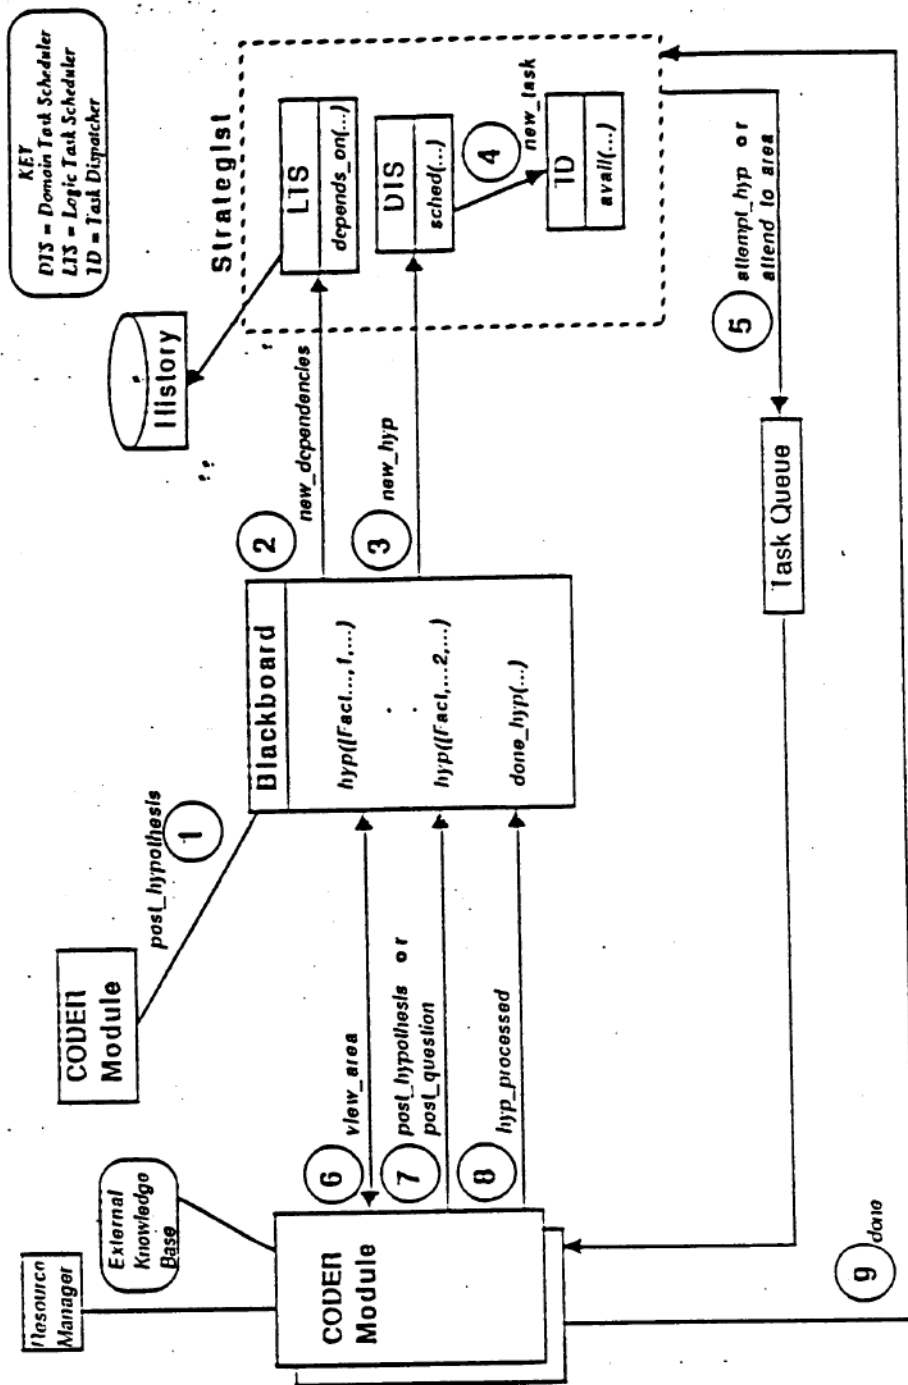 KEY
DTS = Domain Task Scheduler
LTS = Logic Task Scheduler
TD = Task Dispatcher
Resource
Manager
External
Knowledge
Base
CODER
Module
post_hypothesis
1
CODER
Module
6
view_area
7
post_hypothesis or
post_question
8
hyp_processed
Blackboard
hyp([Fact...,1,...)
hyp([Fact,...2,...)
done_hyp(...)
2
new_dependencies
3
new_hyp
History
Strategist
LTS
depends_on(...)
DTS
sched(...)
4
new_task
TD
avail(...)
5
attempt_hyp or
attend to area
Task Queue
9
done